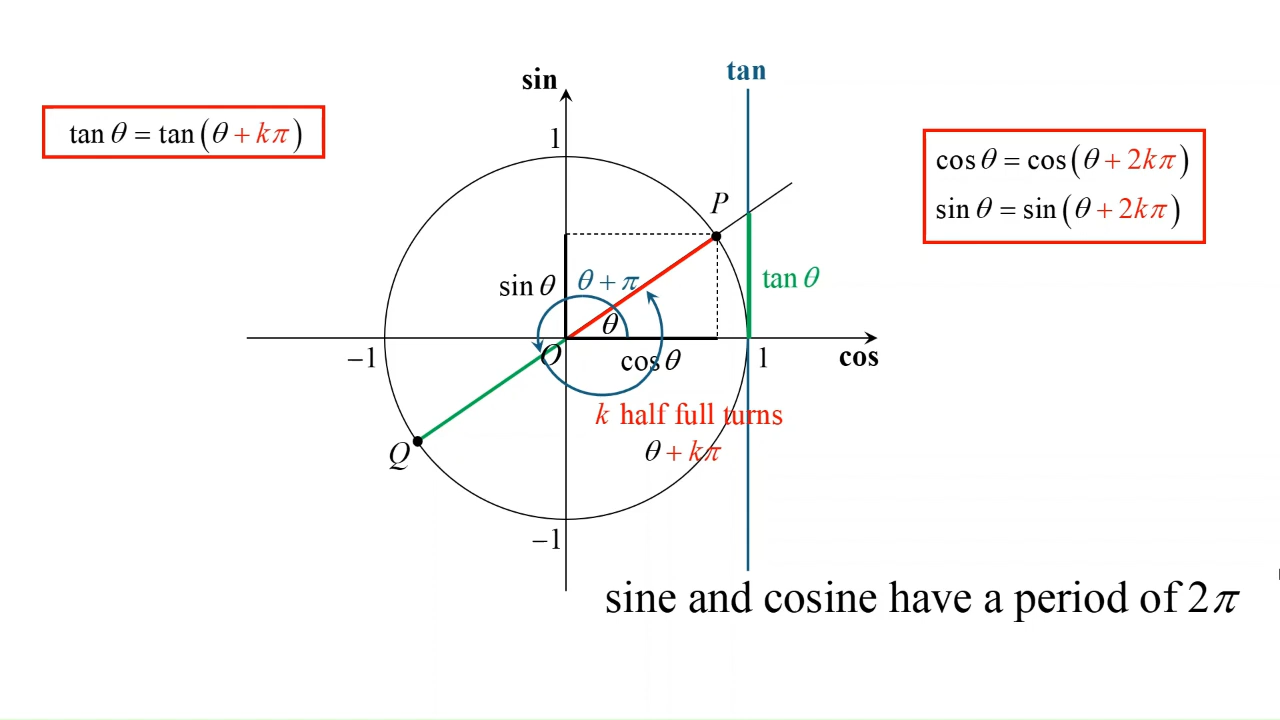 sin
tan
1
tan θ = tan(θ + kπ)
cos θ = cos(θ + 2kπ)
sin θ = sin(θ + 2kπ)
P
sin θ
θ + π
tan θ
θ
−1
O
cos θ
1
cos
k half full turns
θ + kπ
Q
−1
sine and cosine have a period of 2π